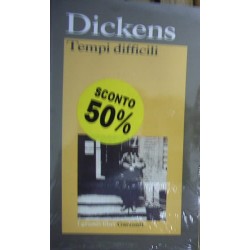 Dickens
Tempi difficili
SCONTO
50%